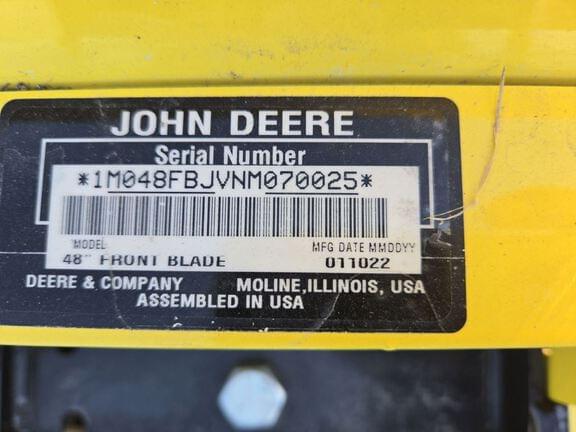 JOHN DEERE
Serial Number
*1M048FBJVNM070025*
MODEL MFG DATE MMDDYY
48" FRONT BLADE 011022
DEERE & COMPANY MOLINE,ILLINOIS, USA
ASSEMBLED IN USA